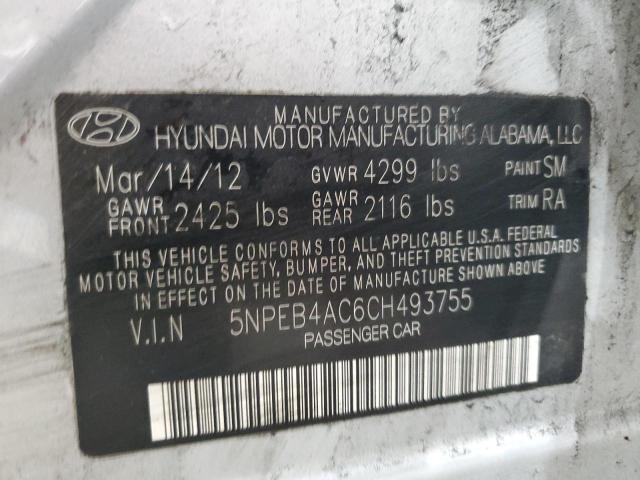 MANUFACTURED BY
HYUNDAI MOTOR MANUFACTURING ALABAMA, LLC
Mar/14/12 GVWR 4299 lbs PAINT SM
GAWR FRONT 2425 lbs GAWR REAR 2116 lbs TRIM RA
THIS VEHICLE CONFORMS TO ALL APPLICABLE U.S.A. FEDERAL
MOTOR VEHICLE SAFETY, BUMPER, AND THEFT PREVENTION STANDARDS
IN EFFECT ON THE DATE OF MANUFACTURE SHOWN ABOVE
V.I.N 5NPEB4AC6CH493755
PASSENGER CAR